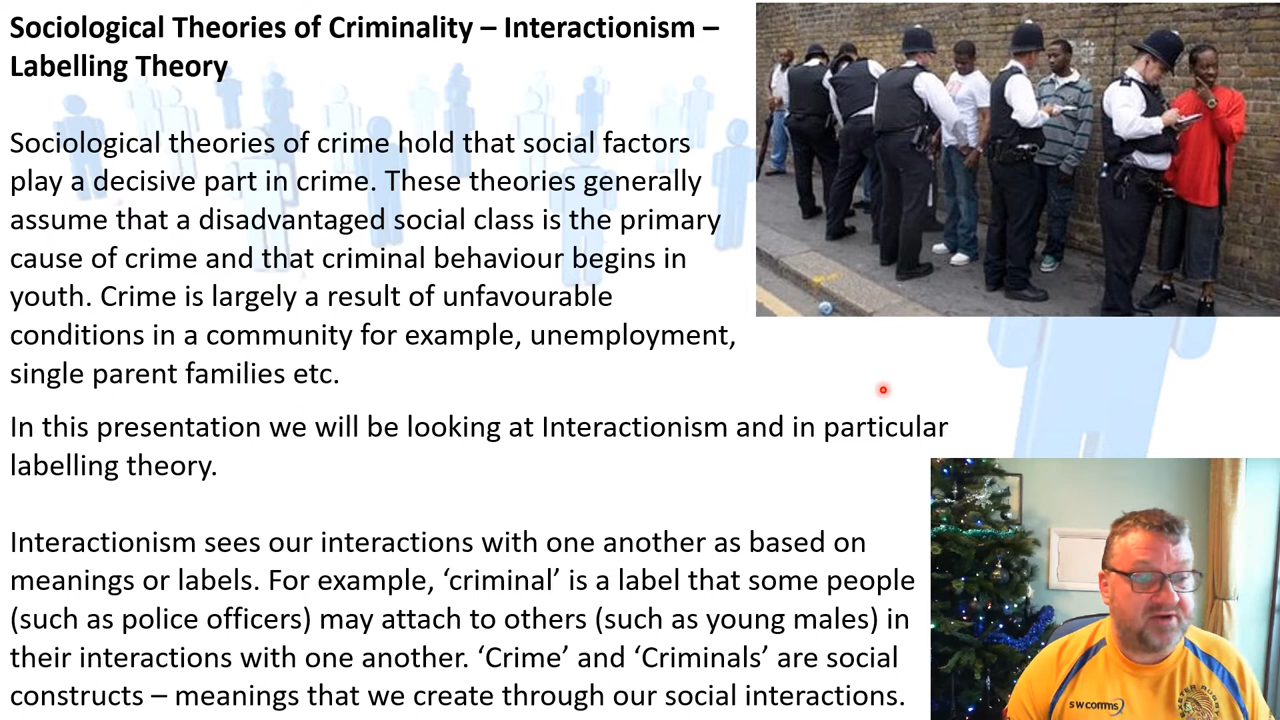 Sociological Theories of Criminality – Interactionism –
Labelling Theory
Sociological theories of crime hold that social factors
play a decisive part in crime. These theories generally
assume that a disadvantaged social class is the primary
cause of crime and that criminal behaviour begins in
youth. Crime is largely a result of unfavourable
conditions in a community for example, unemployment,
single parent families etc.
In this presentation we will be looking at Interactionism and in particular
labelling theory.
Interactionism sees our interactions with one another as based on
meanings or labels. For example, ‘criminal’ is a label that some people
(such as police officers) may attach to others (such as young males) in
their interactions with one another. ‘Crime’ and ‘Criminals’ are social
constructs – meanings that we create through our social interactions.
swcomms